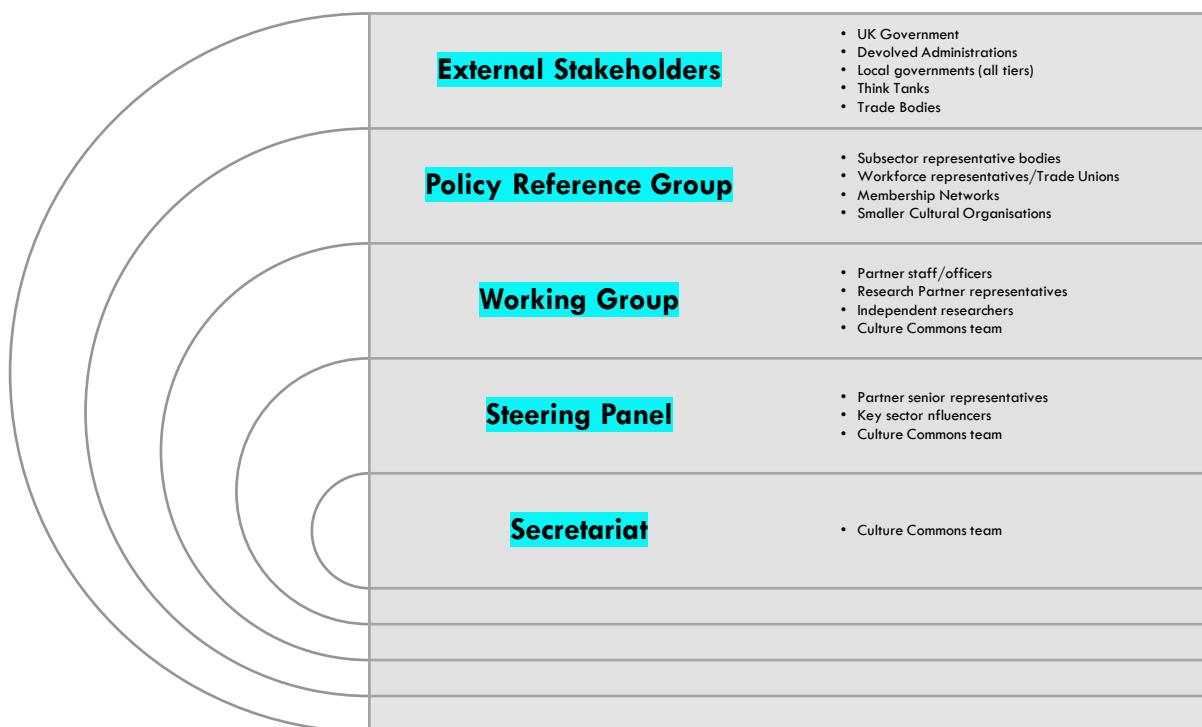 External Stakeholders
• UK Government
• Devolved Administrations
• Local governments (all tiers)
• Think Tanks
• Trade Bodies
Policy Reference Group
• Subsector representative bodies
• Workforce representatives/Trade Unions
• Membership Networks
• Smaller Cultural Organisations
Working Group
• Partner staff/officers
• Research Partner representatives
• Independent researchers
• Culture Commons team
Steering Panel
• Partner senior representatives
• Key sector nfluencers
• Culture Commons team
Secretariat
• Culture Commons team